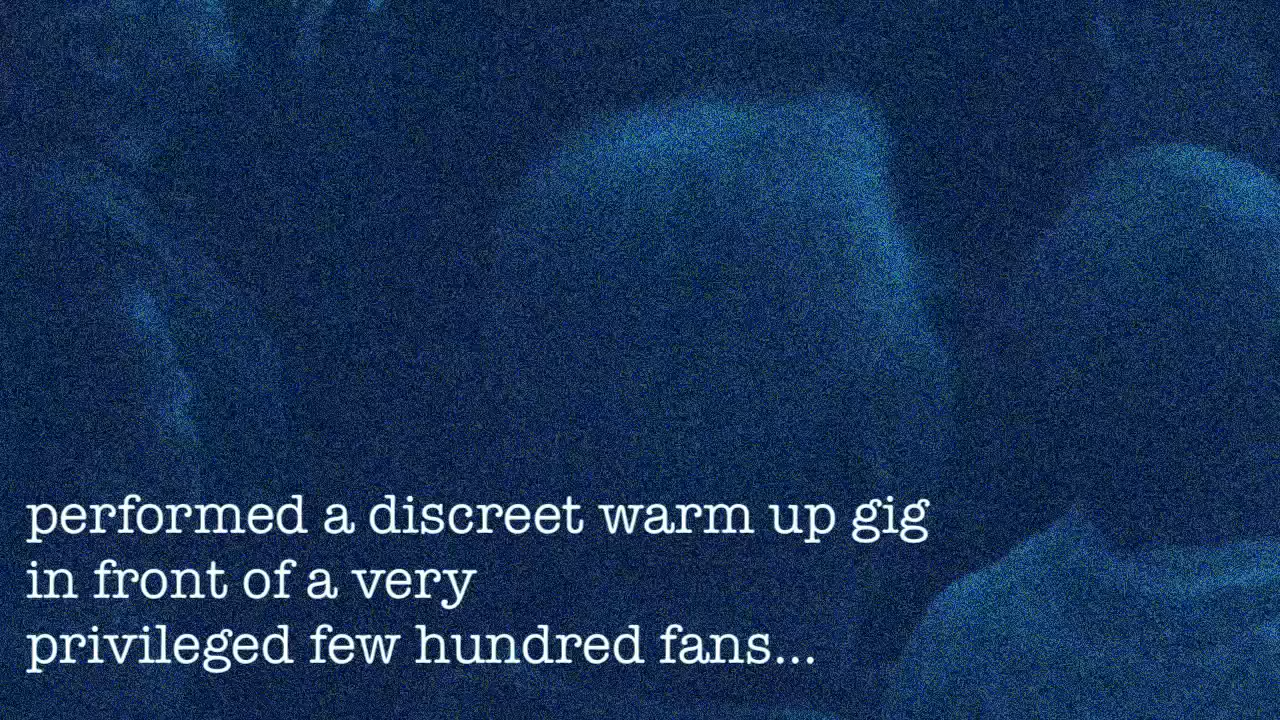 performed a discreet warm up gig
in front of a very
privileged few hundred fans...